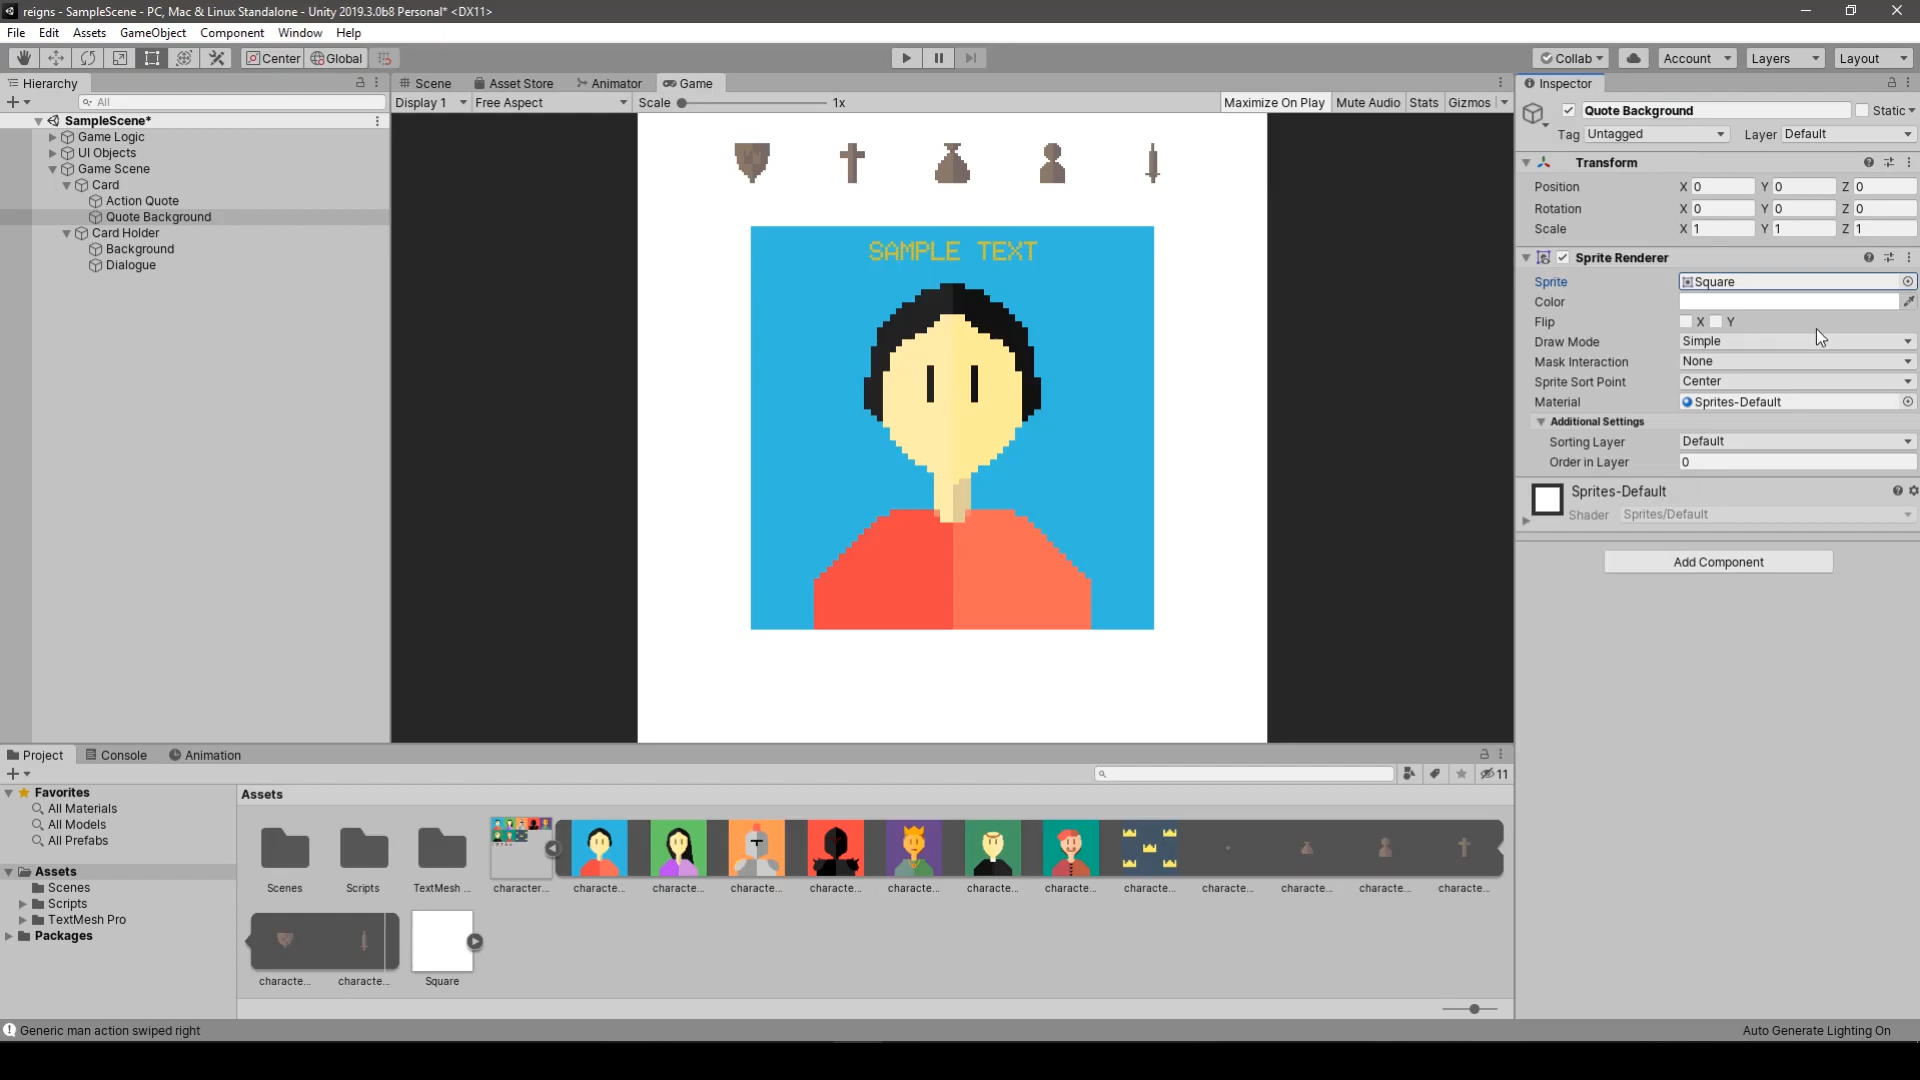 reigns - SampleScene - PC, Mac & Linux Standalone - Unity 2019.3.0b8 Personal* <DX11>
File Edit Assets GameObject Component Window Help
Center Global Collab Account Layers Layout
Hierarchy
All
SampleScene*
Game Logic
UI Objects
Game Scene
Card
Action Quote
Quote Background
Card Holder
Background
Dialogue
Scene Asset Store Animator Game
Display 1 Free Aspect Scale 1x Maximize On Play Mute Audio Stats Gizmos
SAMPLE TEXT
Inspector
Quote Background Static
Tag Untagged Layer Default
Transform
Position X 0 Y 0 Z 0
Rotation X 0 Y 0 Z 0
Scale X 1 Y 1 Z 1
Sprite Renderer
Sprite Square
Color
Flip X Y
Draw Mode Simple
Mask Interaction None
Sprite Sort Point Center
Material Sprites-Default
Additional Settings
Sorting Layer Default
Order in Layer 0
Sprites-Default
Shader Sprites/Default
Add Component
Project Console Animation
11
Favorites
All Materials
All Models
All Prefabs
Assets
Scenes
Scripts
TextMesh Pro
Packages
Assets
Scenes Scripts TextMesh ... character... characte... characte... characte... characte... characte... characte... characte... characte... characte... characte... characte... characte...
characte... characte... Square
Generic man action swiped right
Auto Generate Lighting On